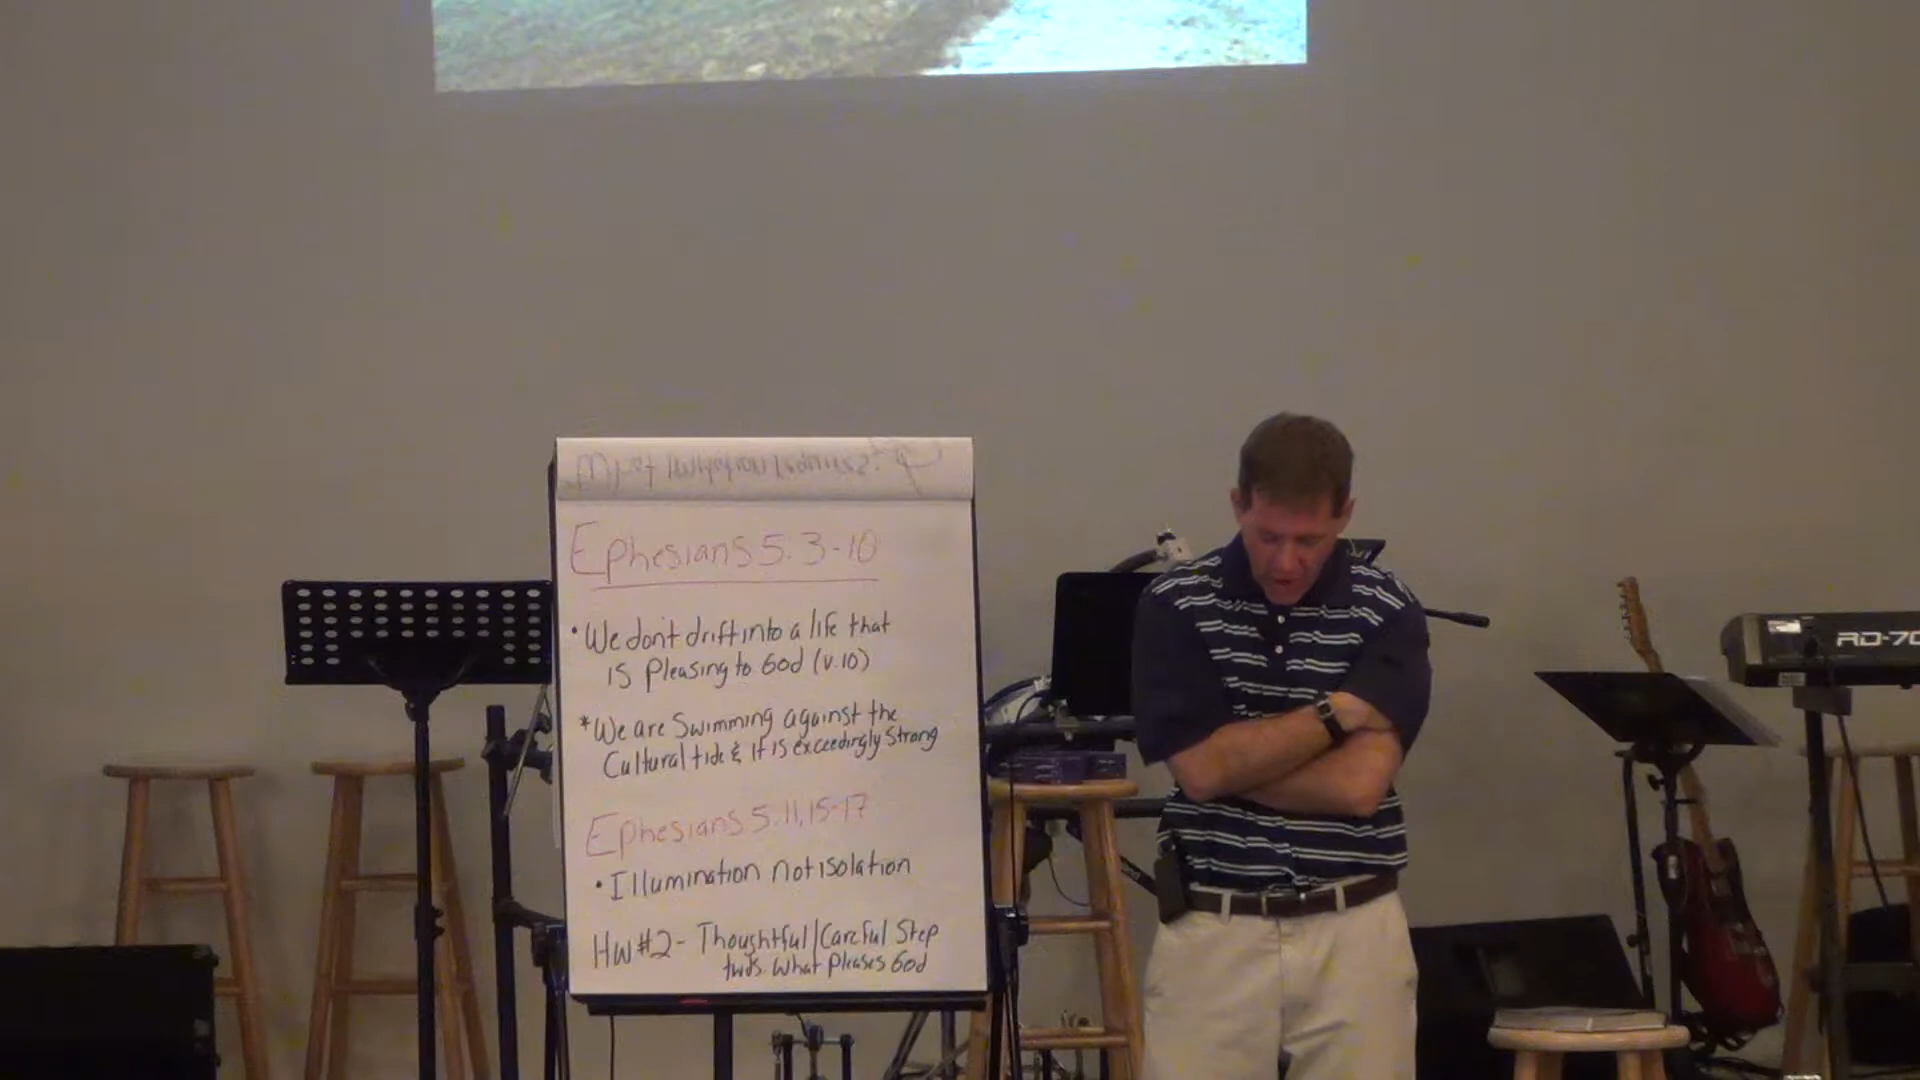 Ephesians 5:3-10
• We don't drift into a life that
is pleasing to God (v.10)
* We are Swimming against the
Cultural tide & it is exceedingly strong
Ephesians 5:11,15-17
• Illumination not isolation
HW #2- Thoughtful/Careful Step
twds. What Pleases God
RD-70